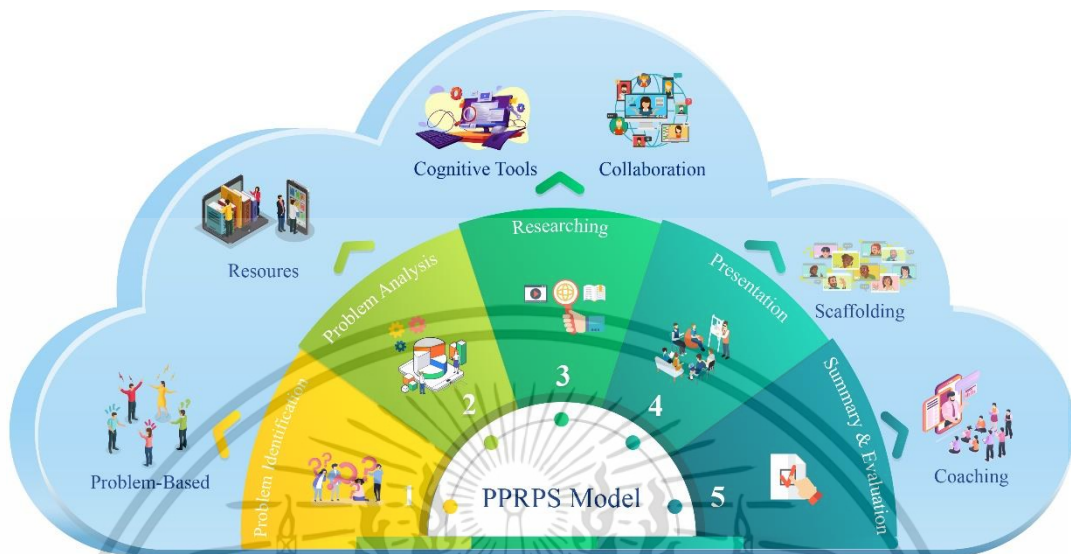 Cognitive Tools
Collaboration
Resoures
Scaffolding
Problem-Based
Coaching
Problem Identification
1
Problem Analysis
2
Researching
3
Presentation
4
Summary & Evaluation
5
PPRPS Model